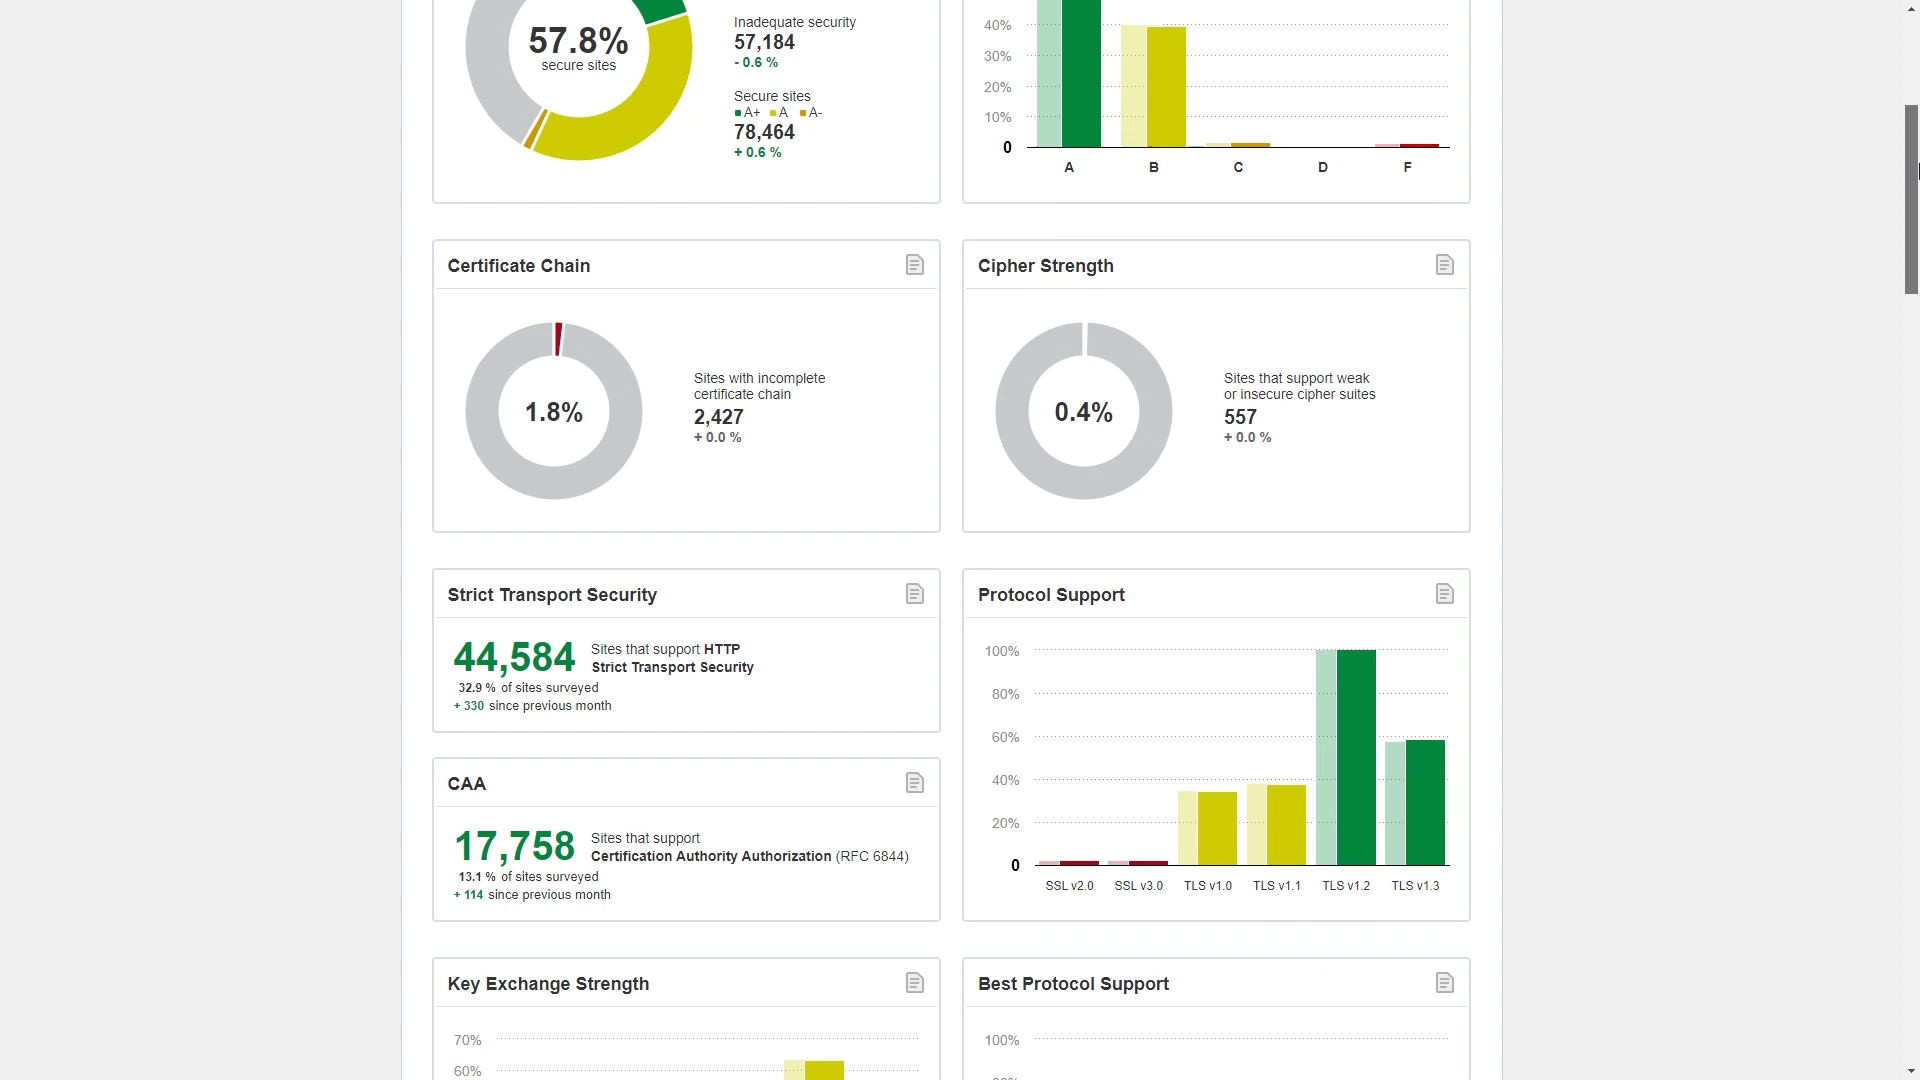 57.8%
secure sites
Inadequate security
57,184
- 0.6 %
Secure sites
A+ A A-
78,464
+ 0.6 %
40%
30%
20%
10%
0
A B C D F
Certificate Chain
1.8%
Sites with incomplete
certificate chain
2,427
+ 0.0 %
Cipher Strength
0.4%
Sites that support weak
or insecure cipher suites
557
+ 0.0 %
Strict Transport Security
44,584
Sites that support HTTP
Strict Transport Security
32.9 % of sites surveyed
+ 330 since previous month
CAA
17,758
Sites that support
Certification Authority Authorization (RFC 6844)
13.1 % of sites surveyed
+ 114 since previous month
Protocol Support
100%
80%
60%
40%
20%
0
SSL v2.0 SSL v3.0 TLS v1.0 TLS v1.1 TLS v1.2 TLS v1.3
Key Exchange Strength
70%
60%
Best Protocol Support
100%